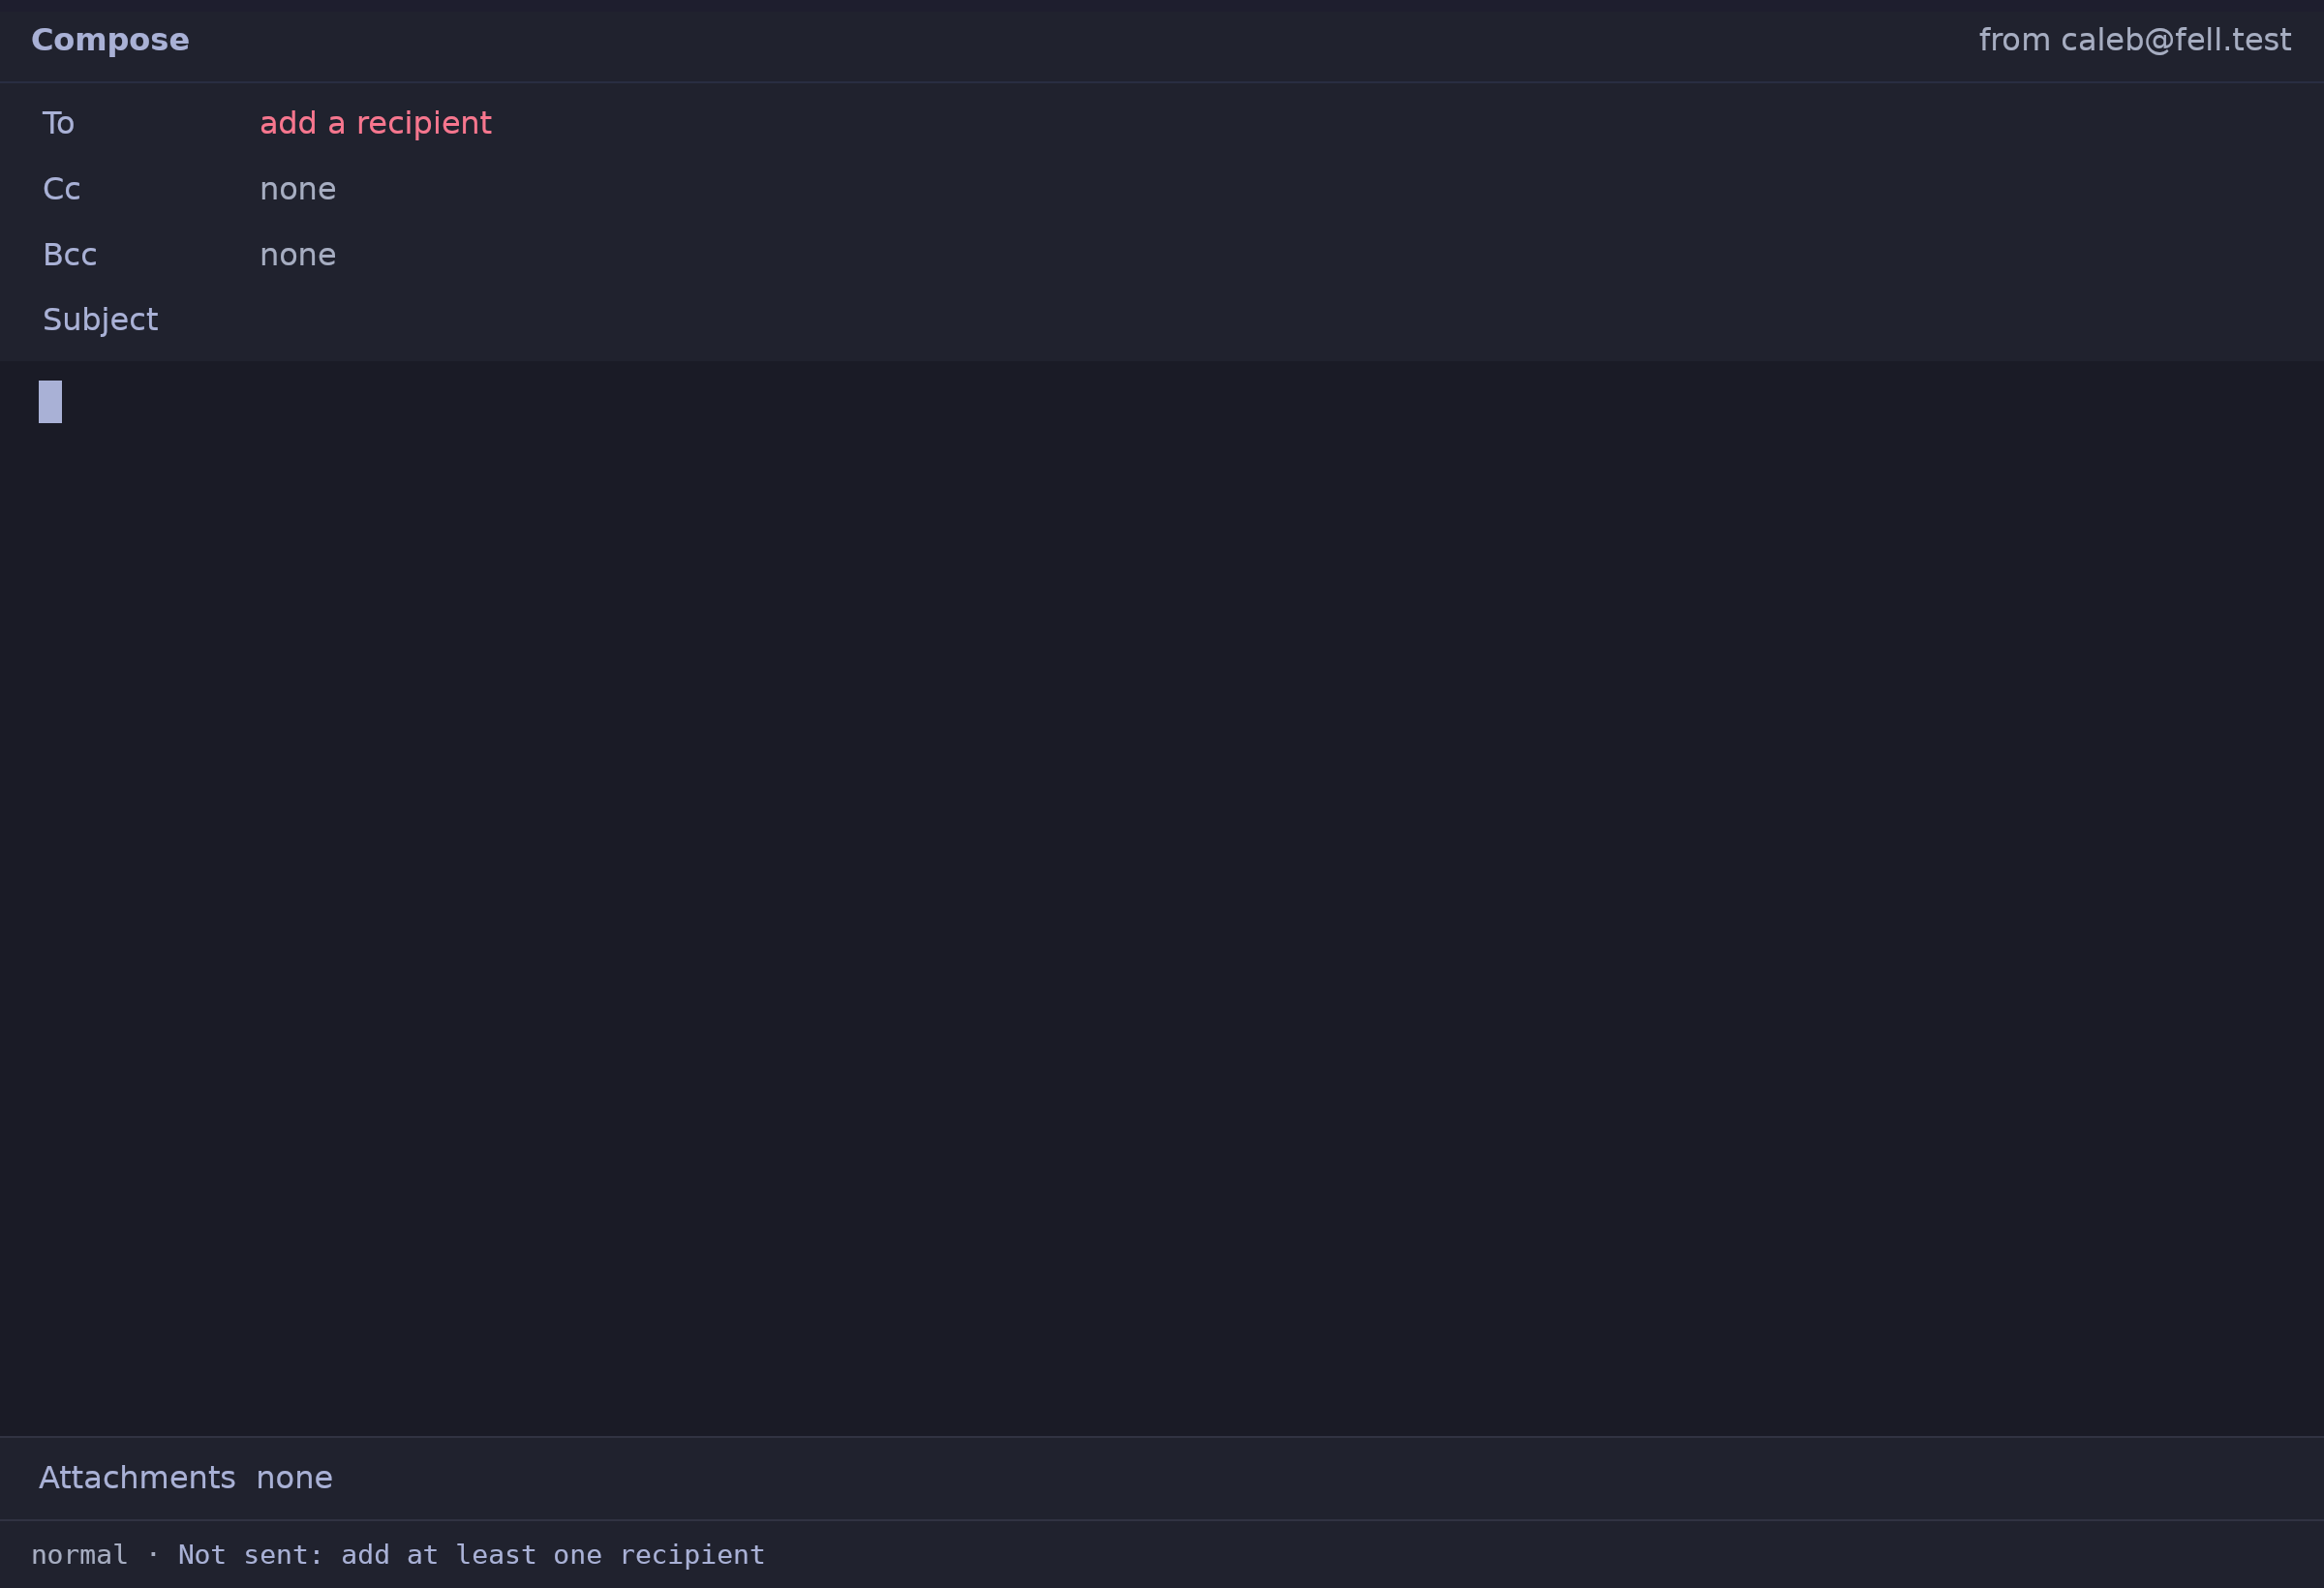 Compose from caleb@fell.test
To add a recipient
Cc none
Bcc none
Subject
Attachments none
normal · Not sent: add at least one recipient